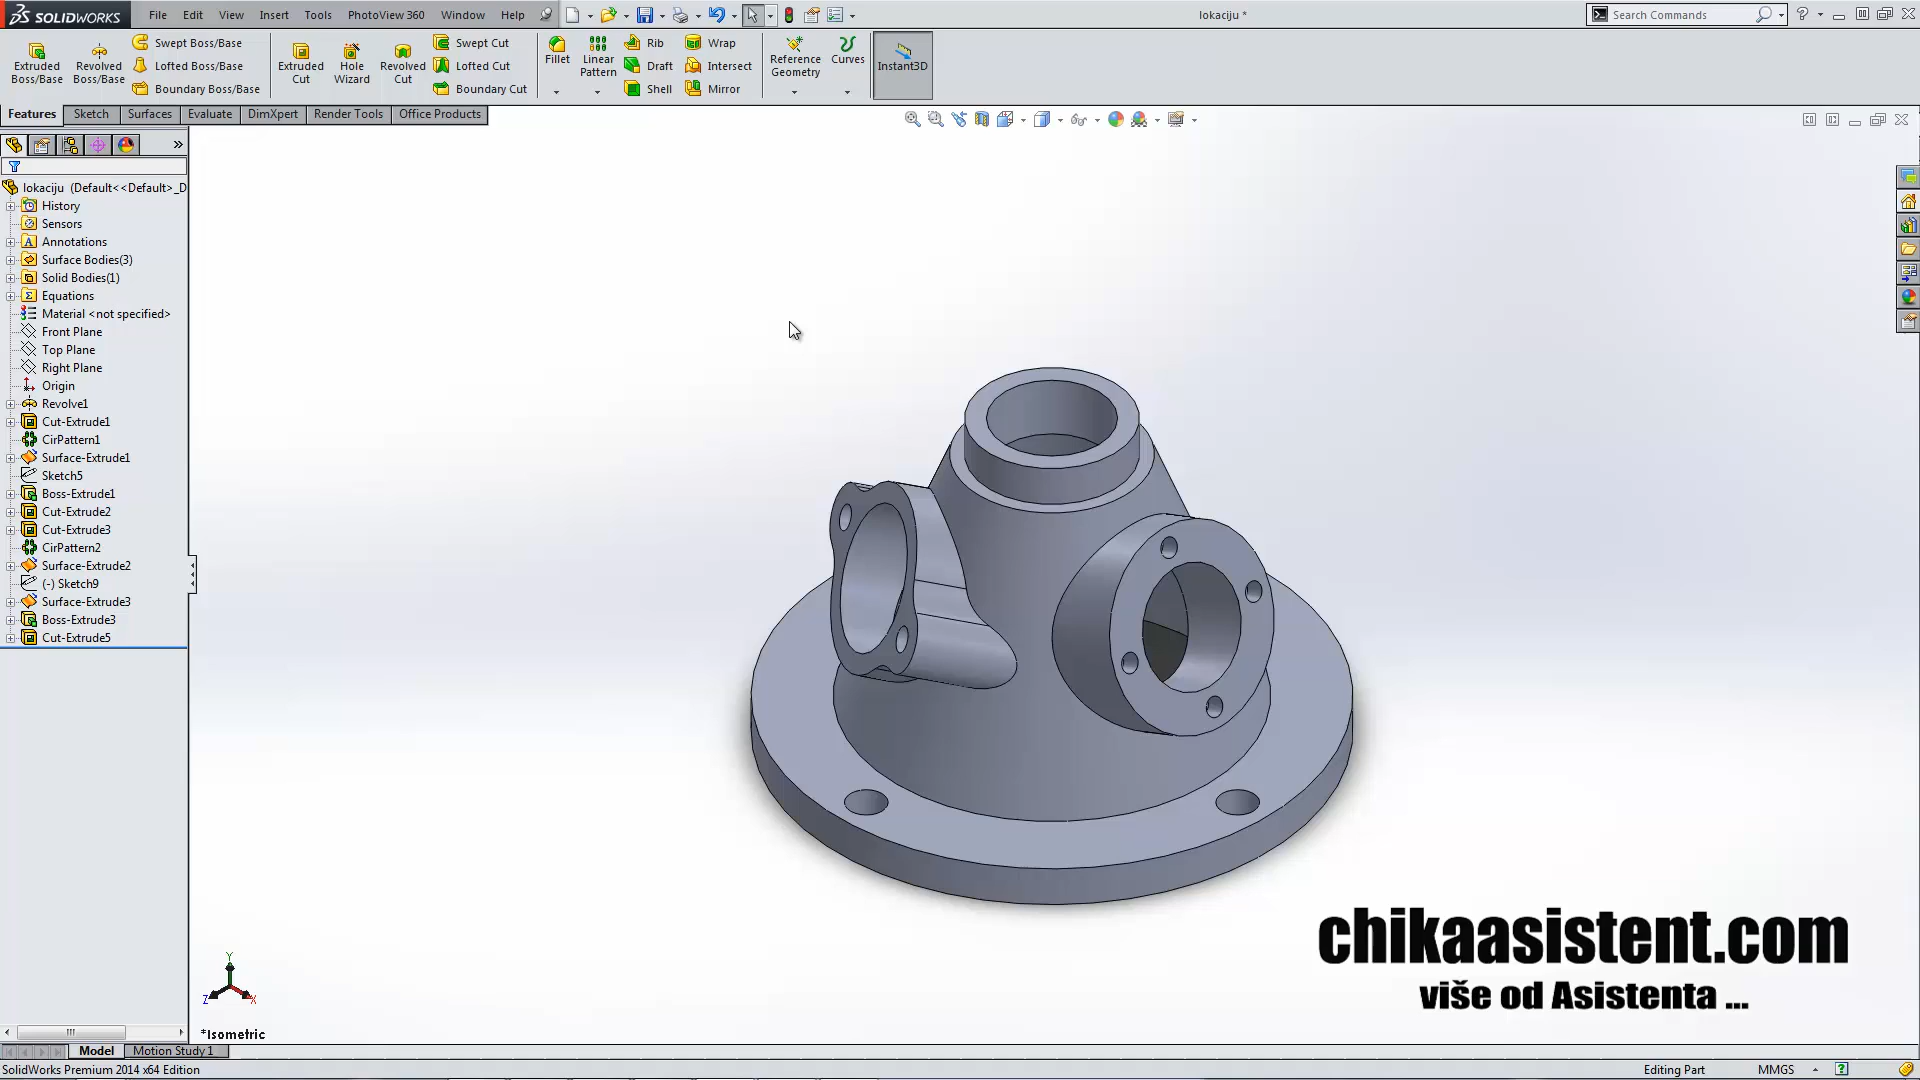 SOLIDWORKS File Edit View Insert Tools PhotoView 360 Window Help lokaciju * Search Commands
Extruded Boss/Base
Revolved Boss/Base
Swept Boss/Base
Lofted Boss/Base
Boundary Boss/Base
Extruded Cut
Hole Wizard
Revolved Cut
Swept Cut
Lofted Cut
Boundary Cut
Fillet
Linear Pattern
Rib
Draft
Shell
Wrap
Intersect
Mirror
Reference Geometry
Curves
Instant3D
Features Sketch Surfaces Evaluate DimXpert Render Tools Office Products
lokaciju (Default<<Default>_D
History
Sensors
Annotations
Surface Bodies(3)
Solid Bodies(1)
Equations
Material <not specified>
Front Plane
Top Plane
Right Plane
Origin
Revolve1
Cut-Extrude1
CirPattern1
Surface-Extrude1
Sketch5
Boss-Extrude1
Cut-Extrude2
Cut-Extrude3
CirPattern2
Surface-Extrude2
(-) Sketch9
Surface-Extrude3
Boss-Extrude3
Cut-Extrude5
chikaasistent.com
više od Asistenta ...
Y
Z X
*Isometric
Model Motion Study 1
SolidWorks Premium 2014 x64 Edition Editing Part MMGS